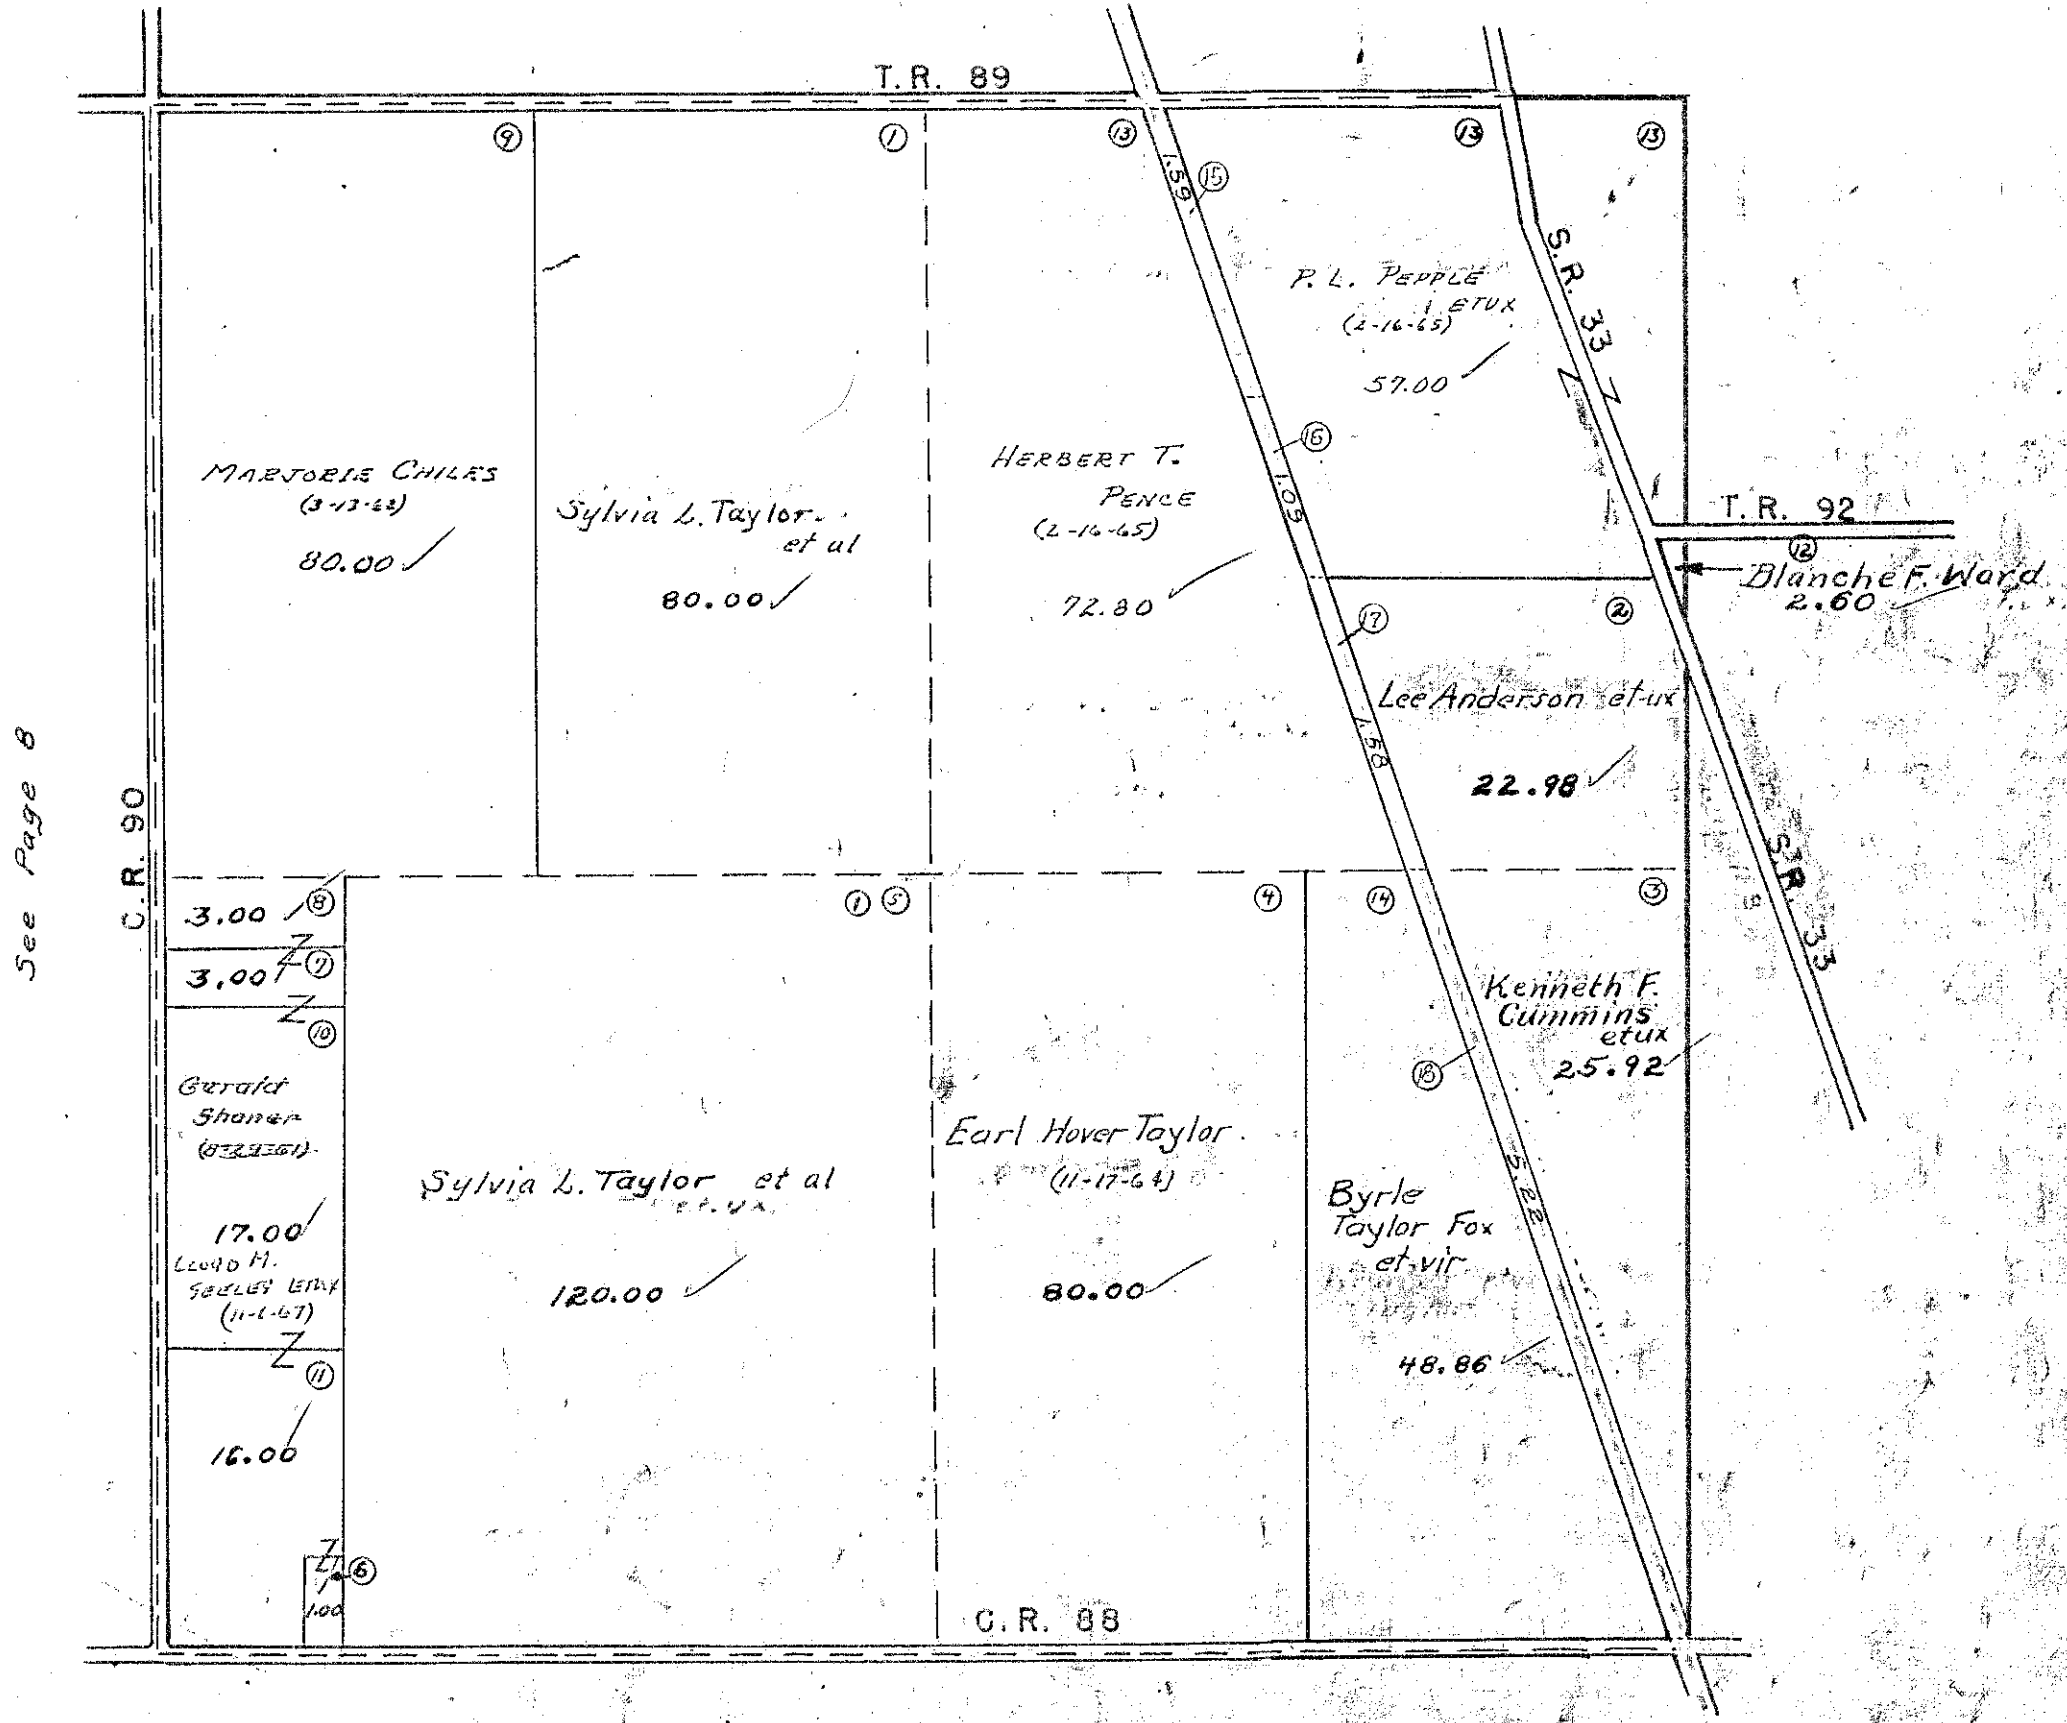 T.R. 89
9
1
13
13
13
1.59
15
S.R. 33
P. L. PEPPLE
ETUX
(2-16-65)
57.00
MARJORIE CHILES
80.00
Sylvia L. Taylor
et al
80.00
HERBERT T.
PENCE
(2-16-65)
72.80
16
1.09
T.R. 92
12
Blanche F. Ward
2.60
2
17
Lee Anderson et-ux
1.58
22.98
See Page 8
C.R. 90
S.R. 33
3.00
8
1
5
4
14
3
3.00
7
10
Kenneth F.
Cummins
etux
25.92
18
Gerald
Shaner
17.00
Lloyd M.
SEELEY ETUX
(11-6-67)
Sylvia L. Taylor et al
et.ux.
120.00
Earl Hover Taylor
(11-17-64)
80.00
5.22
Byrle
Taylor Fox
et-vir
48.86
11
16.00
6
1.00
C.R. 88